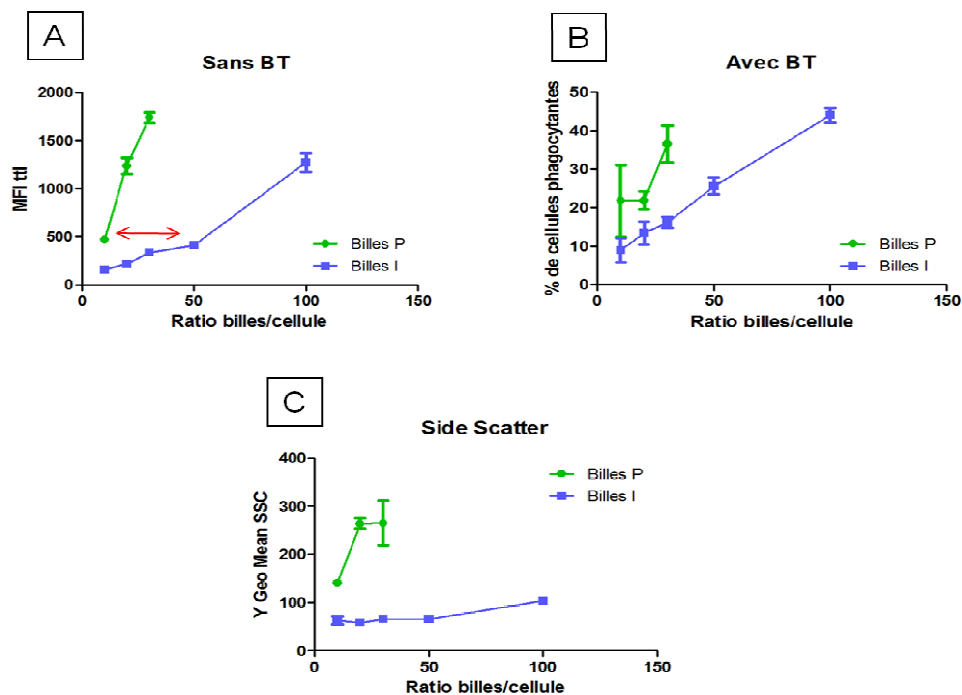 A
Sans BT
MFI ttl
2000
1500
1000
500
0
0
50
100
150
Ratio billes/cellule
Billes P
Billes I
B
Avec BT
% de cellules phagocytantes
50
40
30
20
10
0
0
50
100
150
Ratio billes/cellule
Billes P
Billes I
C
Side Scatter
Y Geo Mean SSC
400
300
200
100
0
0
50
100
150
Ratio billes/cellule
Billes P
Billes I